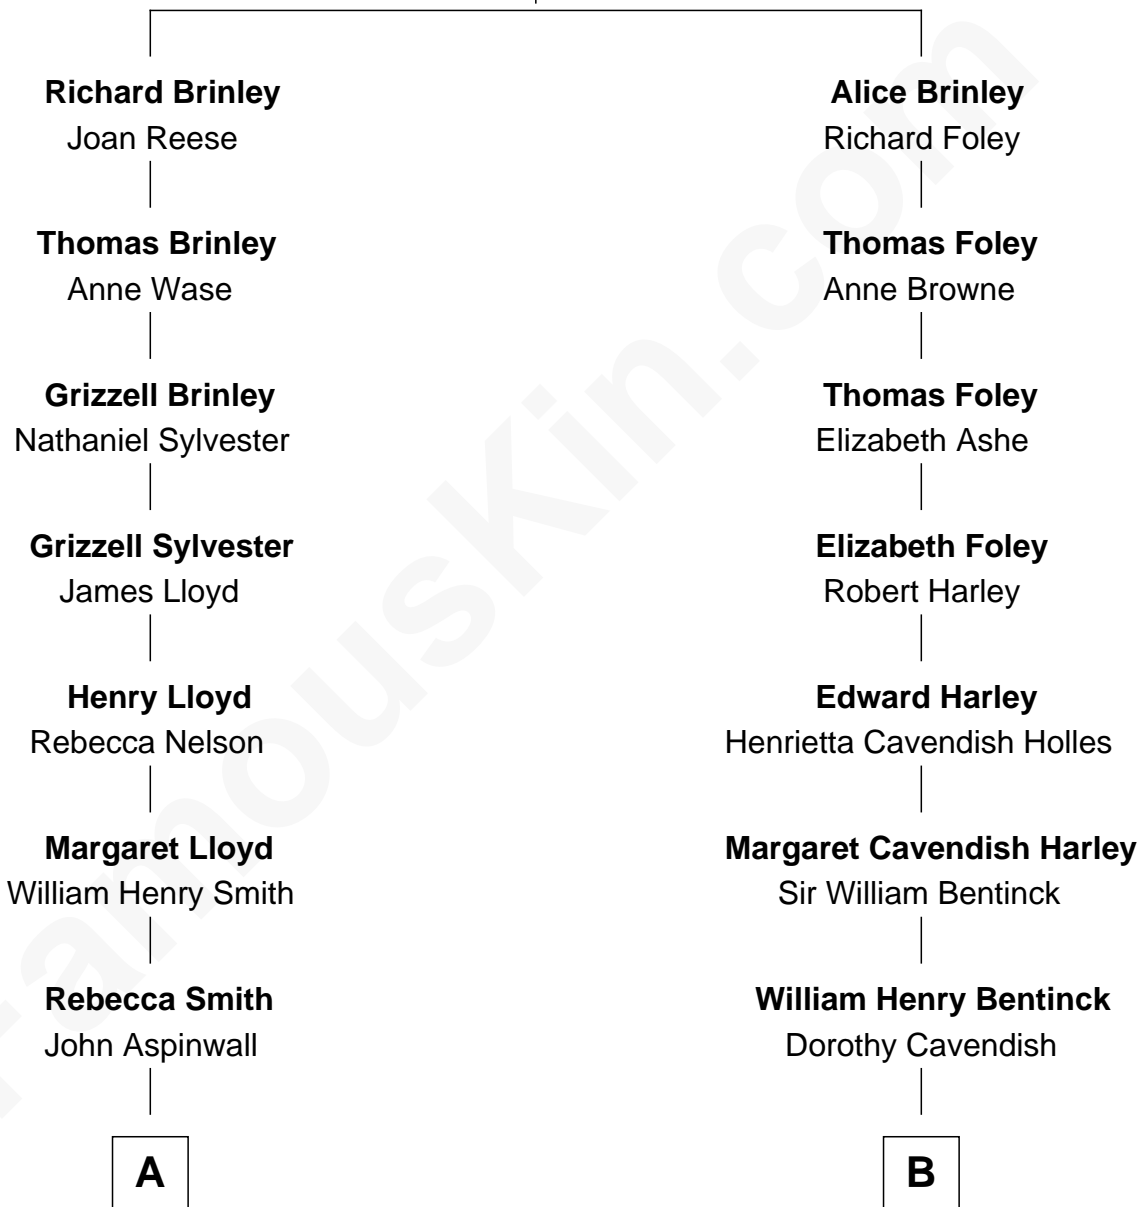 Richard Brinley
Joan Reese
Thomas Brinley
Anne Wase
Grizzell Brinley
Nathaniel Sylvester
Grizzell Sylvester
James Lloyd
Henry Lloyd
Rebecca Nelson
Margaret Lloyd
William Henry Smith
Rebecca Smith
John Aspinwall
A
Alice Brinley
Richard Foley
Thomas Foley
Anne Browne
Thomas Foley
Elizabeth Ashe
Elizabeth Foley
Robert Harley
Edward Harley
Henrietta Cavendish Holles
Margaret Cavendish Harley
Sir William Bentinck
William Henry Bentinck
Dorothy Cavendish
B
FamousKin.com